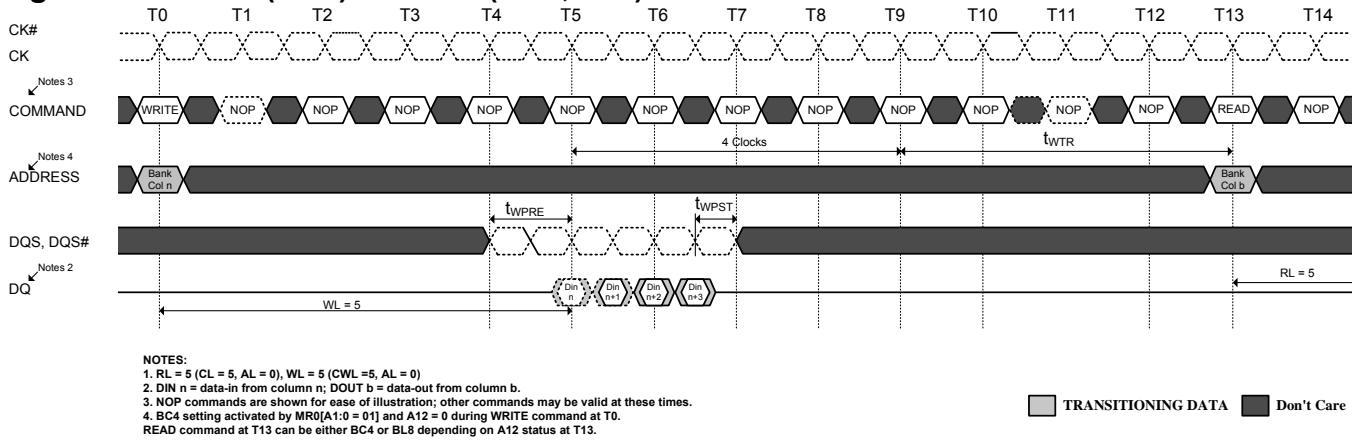 T0 T1 T2 T3 T4 T5 T6 T7 T8 T9 T10 T11 T12 T13 T14
CK#
CK
Notes 3
COMMAND
WRITE NOP NOP NOP NOP NOP NOP NOP NOP NOP NOP NOP NOP READ NOP
4 Clocks tWTR
Notes 4
ADDRESS
Bank Bank
Col n Col b
tWPRE tWPST
DQS, DQS#
Notes 2
DQ
Din Din Din Din
n n+1 n+2 n+3
RL = 5
WL = 5
NOTES:
1. RL = 5 (CL = 5, AL = 0), WL = 5 (CWL =5, AL = 0)
2. DIN n = data-in from column n; DOUT b = data-out from column b.
3. NOP commands are shown for ease of illustration; other commands may be valid at these times.
4. BC4 setting activated by MR0[A1:0 = 01] and A12 = 0 during WRITE command at T0.
READ command at T13 can be either BC4 or BL8 depending on A12 status at T13.
TRANSITIONING DATA Don't Care